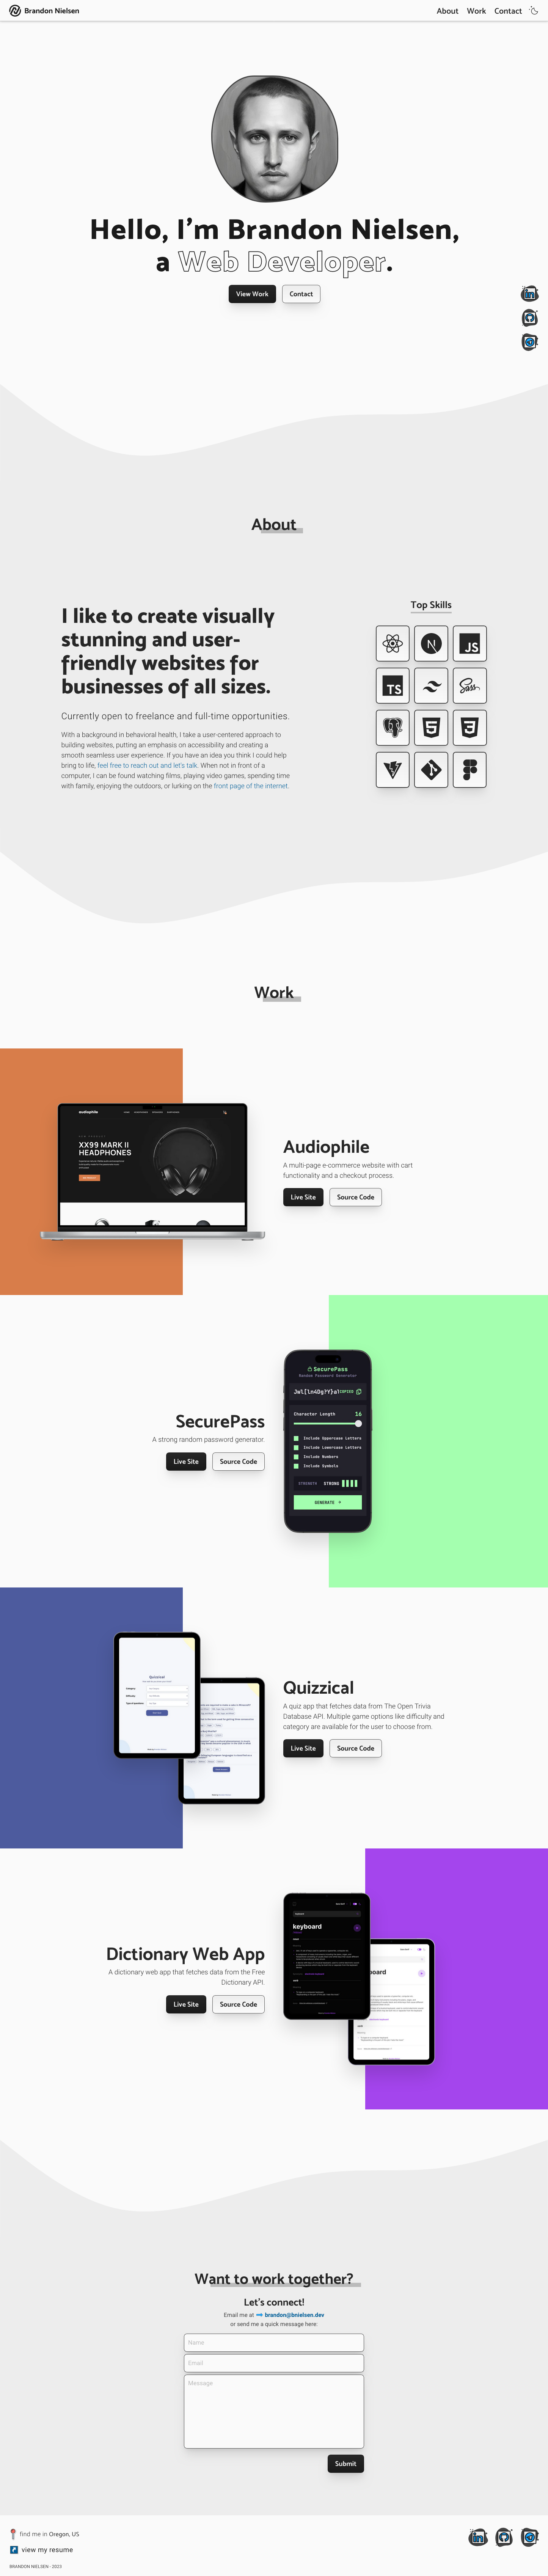 Brandon Nielsen
About Work Contact
Hello, I'm Brandon Nielsen,
a Web Developer.
View Work Contact
About
I like to create visually
stunning and user-
friendly websites for
businesses of all sizes.
Currently open to freelance and full-time opportunities.
With a background in behavioral health, I take a user-centered approach to
building websites, putting an emphasis on accessibility and creating a
smooth seamless user experience. If you have an idea you think I could help
bring to life, feel free to reach out and let's talk. When not in front of a
computer, I can be found watching films, playing video games, spending time
with family, enjoying the outdoors, or lurking on the front page of the internet.
Top Skills
N JS
TS Sass
5 3
Work
audiophile
XX99 MARK II
HEADPHONES
Audiophile
A multi-page e-commerce website with cart
functionality and a checkout process.
Live Site Source Code
SecurePass
A strong random password generator.
Live Site Source Code
SecurePass
Random Password Generator
COPIED
Character Length 16
Include Uppercase Letters
Include Lowercase Letters
Include Numbers
Include Symbols
STRENGTH STRONG
GENERATE
Quizzical
Quizzical
A quiz app that fetches data from The Open Trivia
Database API. Multiple game options like difficulty and
category are available for the user to choose from.
Live Site Source Code
Dictionary Web App
A dictionary web app that fetches data from the Free
Dictionary API.
Live Site Source Code
keyboard
keyboard
oard
Want to work together?
Let's connect!
Email me at brandon@bnielsen.dev
or send me a quick message here:
Name
Email
Message
Submit
find me in Oregon, US
view my resume
BRANDON NIELSEN - 2023